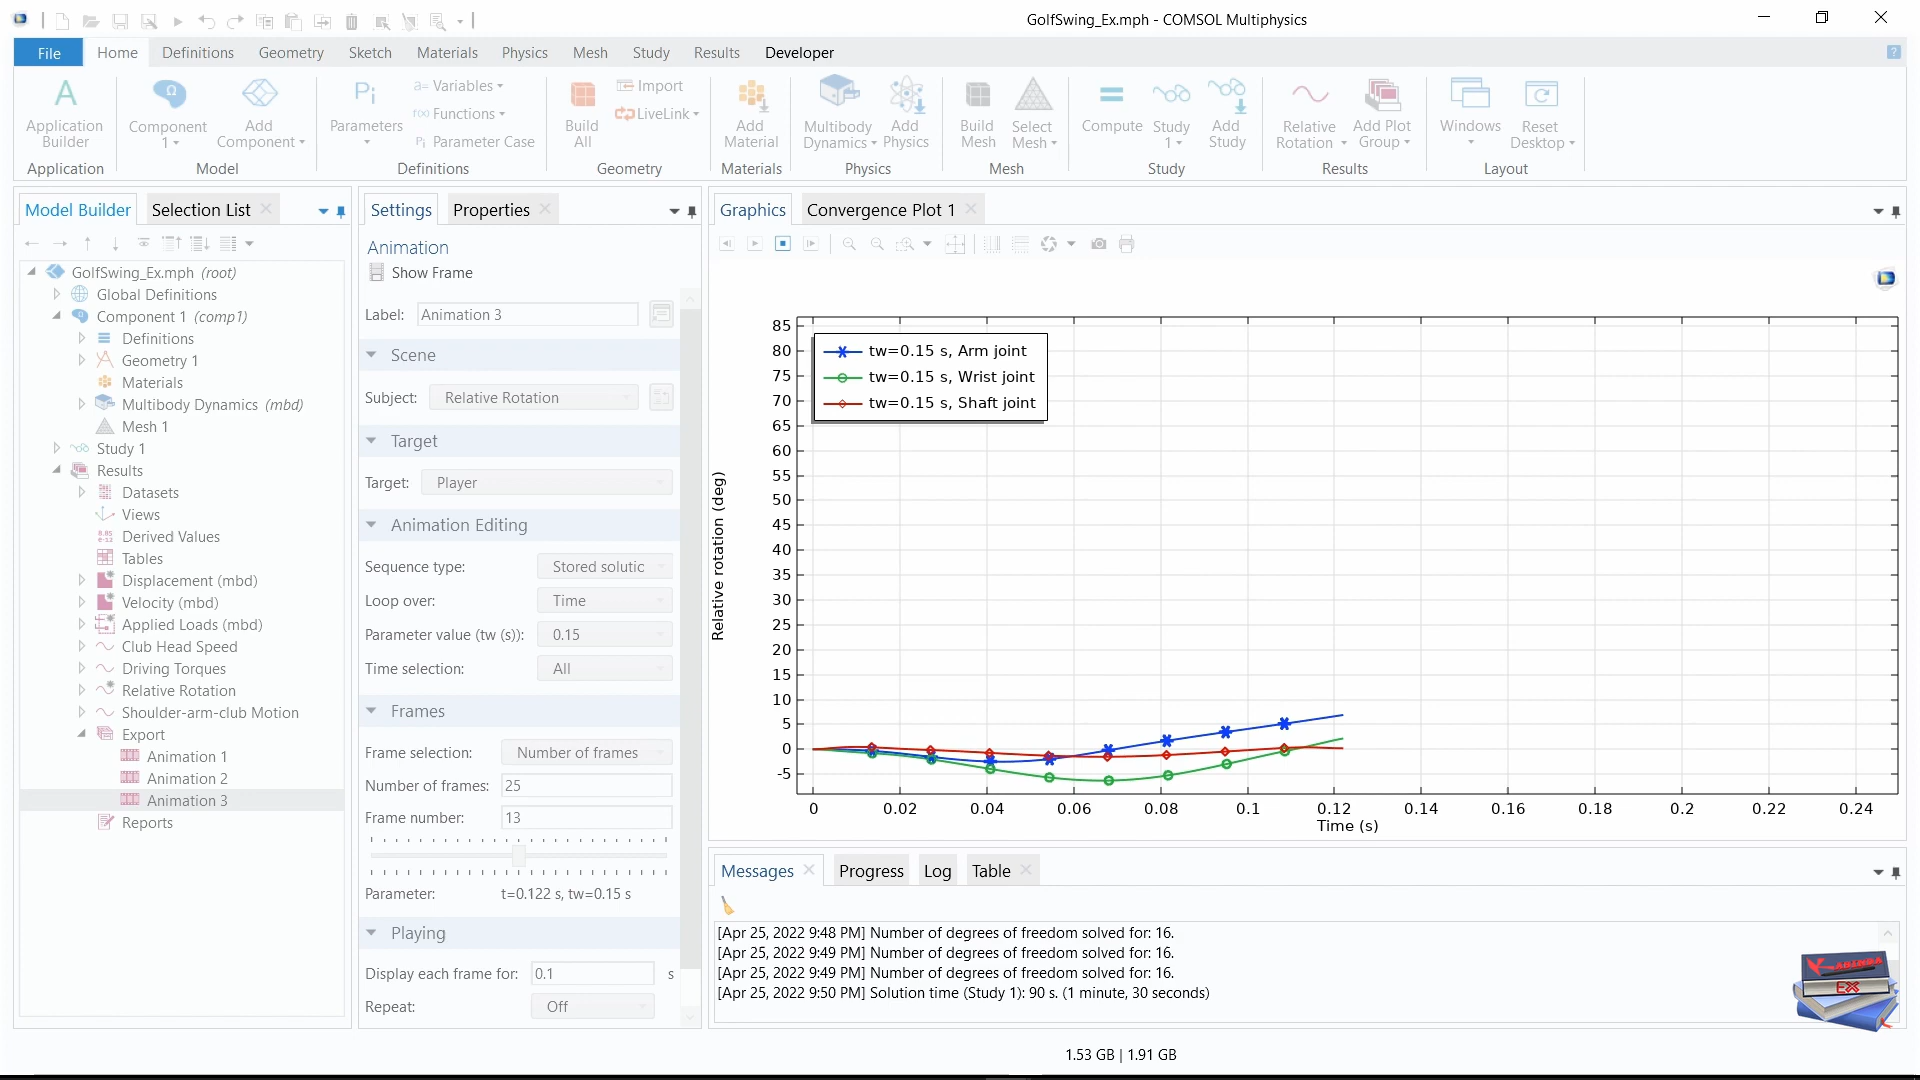 GolfSwing_Ex.mph - COMSOL Multiphysics
File Home Definitions Geometry Sketch Materials Physics Mesh Study Results Developer
Application Builder
Application
Component 1
Add Component
Model
Parameters
a= Variables
f(x) Functions
Pi Parameter Case
Definitions
Build All
Import
LiveLink
Geometry
Add Material
Materials
Multibody Dynamics
Add Physics
Physics
Build Mesh
Select Mesh
Mesh
Compute
Study 1
Add Study
Study
Relative Rotation
Add Plot Group
Results
Windows
Reset Desktop
Layout
Model Builder
Selection List
GolfSwing_Ex.mph (root)
Global Definitions
Component 1 (comp1)
Definitions
Geometry 1
Materials
Multibody Dynamics (mbd)
Mesh 1
Study 1
Results
Datasets
Views
Derived Values
Tables
Displacement (mbd)
Velocity (mbd)
Applied Loads (mbd)
Club Head Speed
Driving Torques
Relative Rotation
Shoulder-arm-club Motion
Export
Animation 1
Animation 2
Animation 3
Reports
Settings
Properties
Animation
Show Frame
Label: Animation 3
Scene
Subject: Relative Rotation
Target
Target: Player
Animation Editing
Sequence type: Stored solutic
Loop over: Time
Parameter value (tw (s)): 0.15
Time selection: All
Frames
Frame selection: Number of frames
Number of frames: 25
Frame number: 13
Parameter: t=0.122 s, tw=0.15 s
Playing
Display each frame for: 0.1 s
Repeat: Off
Graphics
Convergence Plot 1
tw=0.15 s, Arm joint
tw=0.15 s, Wrist joint
tw=0.15 s, Shaft joint
85
80
75
70
65
60
55
50
45
40
35
30
25
20
15
10
5
0
-5
Relative rotation (deg)
0 0.02 0.04 0.06 0.08 0.1 0.12 0.14 0.16 0.18 0.2 0.22 0.24
Time (s)
Messages Progress Log Table
[Apr 25, 2022 9:48 PM] Number of degrees of freedom solved for: 16.
[Apr 25, 2022 9:49 PM] Number of degrees of freedom solved for: 16.
[Apr 25, 2022 9:49 PM] Number of degrees of freedom solved for: 16.
[Apr 25, 2022 9:50 PM] Solution time (Study 1): 90 s. (1 minute, 30 seconds)
EX
1.53 GB | 1.91 GB